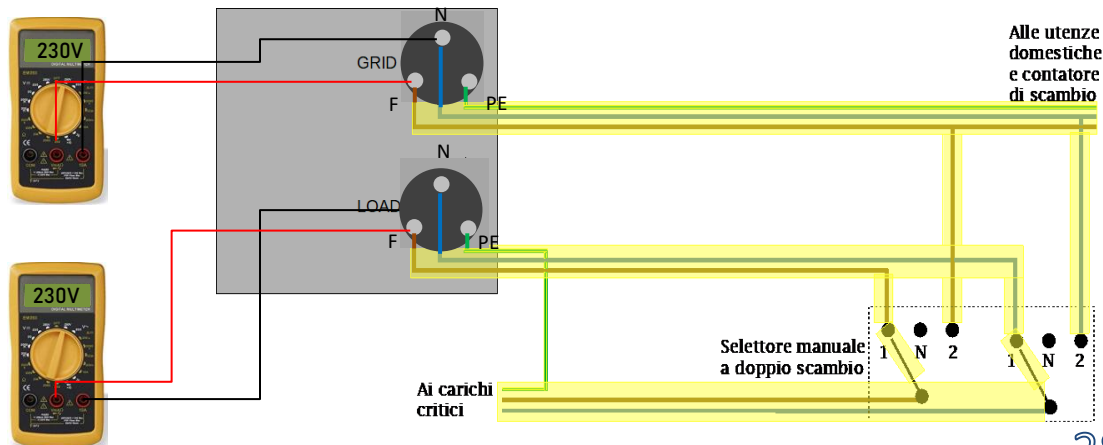 230V
N
GRID
F
PE
Alle utenze
domestiche
e contatore
di scambio
N
LOAD
F
PE
230V
Selettore manuale
a doppio scambio
1 N 2
1 N 2
Ai carichi
critici